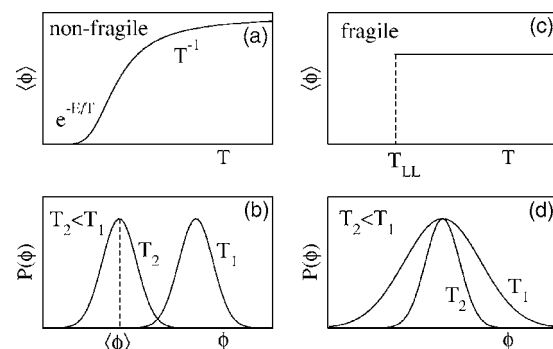 non-fragile
(a)
T⁻¹
e^{-E/T}
⟨ϕ⟩
T
fragile
(c)
⟨ϕ⟩
T_LL
T
T₂<T₁
(b)
T₂
T₁
P(ϕ)
⟨ϕ⟩
ϕ
T₂<T₁
(d)
T₁
T₂
P(ϕ)
ϕ